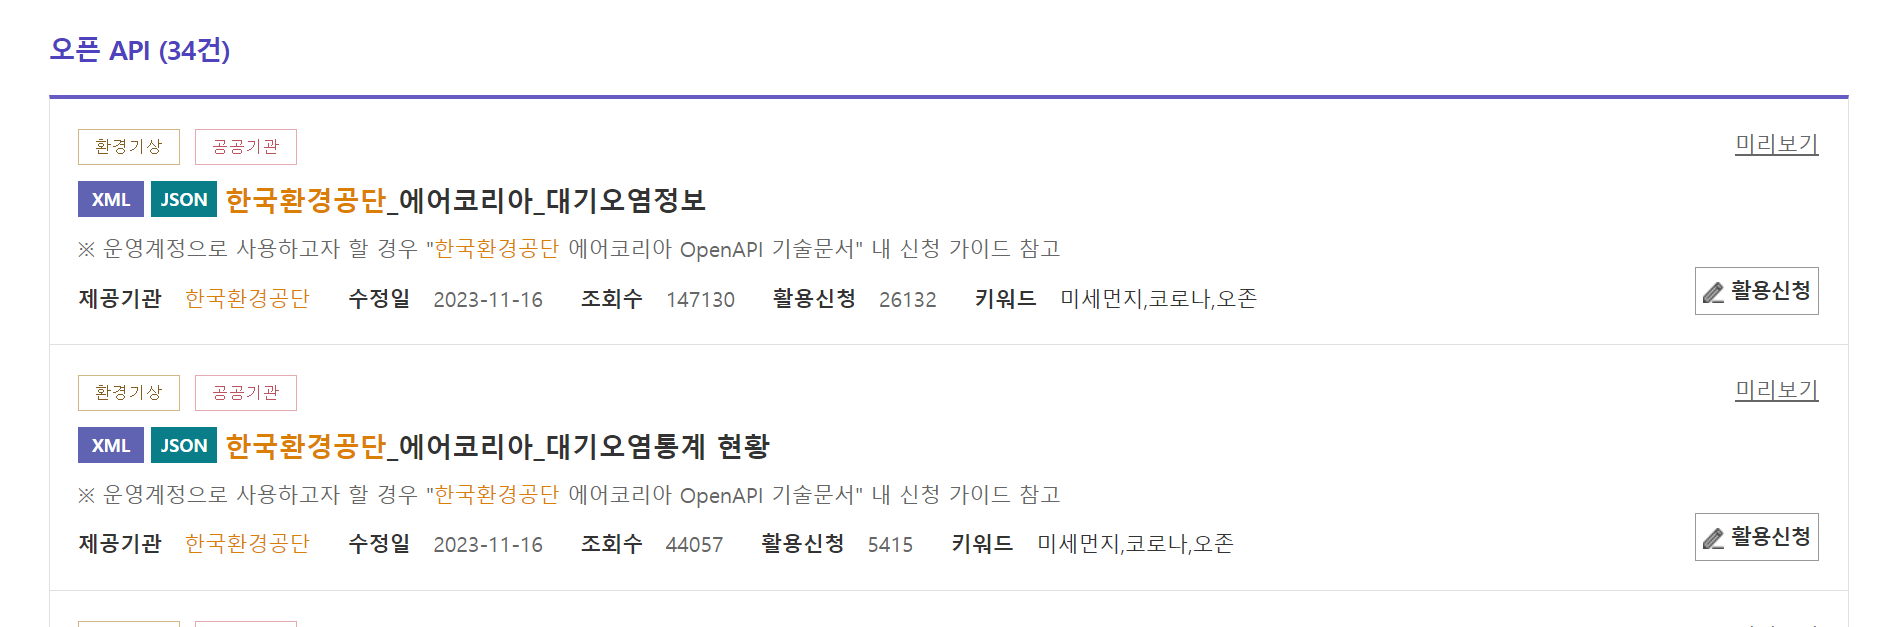 오픈 API (34건)
환경기상 공공기관 미리보기
XML JSON 한국환경공단_에어코리아_대기오염정보
※ 운영계정으로 사용하고자 할 경우 "한국환경공단 에어코리아 OpenAPI 기술문서" 내 신청 가이드 참고
제공기관 한국환경공단 수정일 2023-11-16 조회수 147130 활용신청 26132 키워드 미세먼지,코로나,오존
활용신청
환경기상 공공기관 미리보기
XML JSON 한국환경공단_에어코리아_대기오염통계 현황
※ 운영계정으로 사용하고자 할 경우 "한국환경공단 에어코리아 OpenAPI 기술문서" 내 신청 가이드 참고
제공기관 한국환경공단 수정일 2023-11-16 조회수 44057 활용신청 5415 키워드 미세먼지,코로나,오존
활용신청